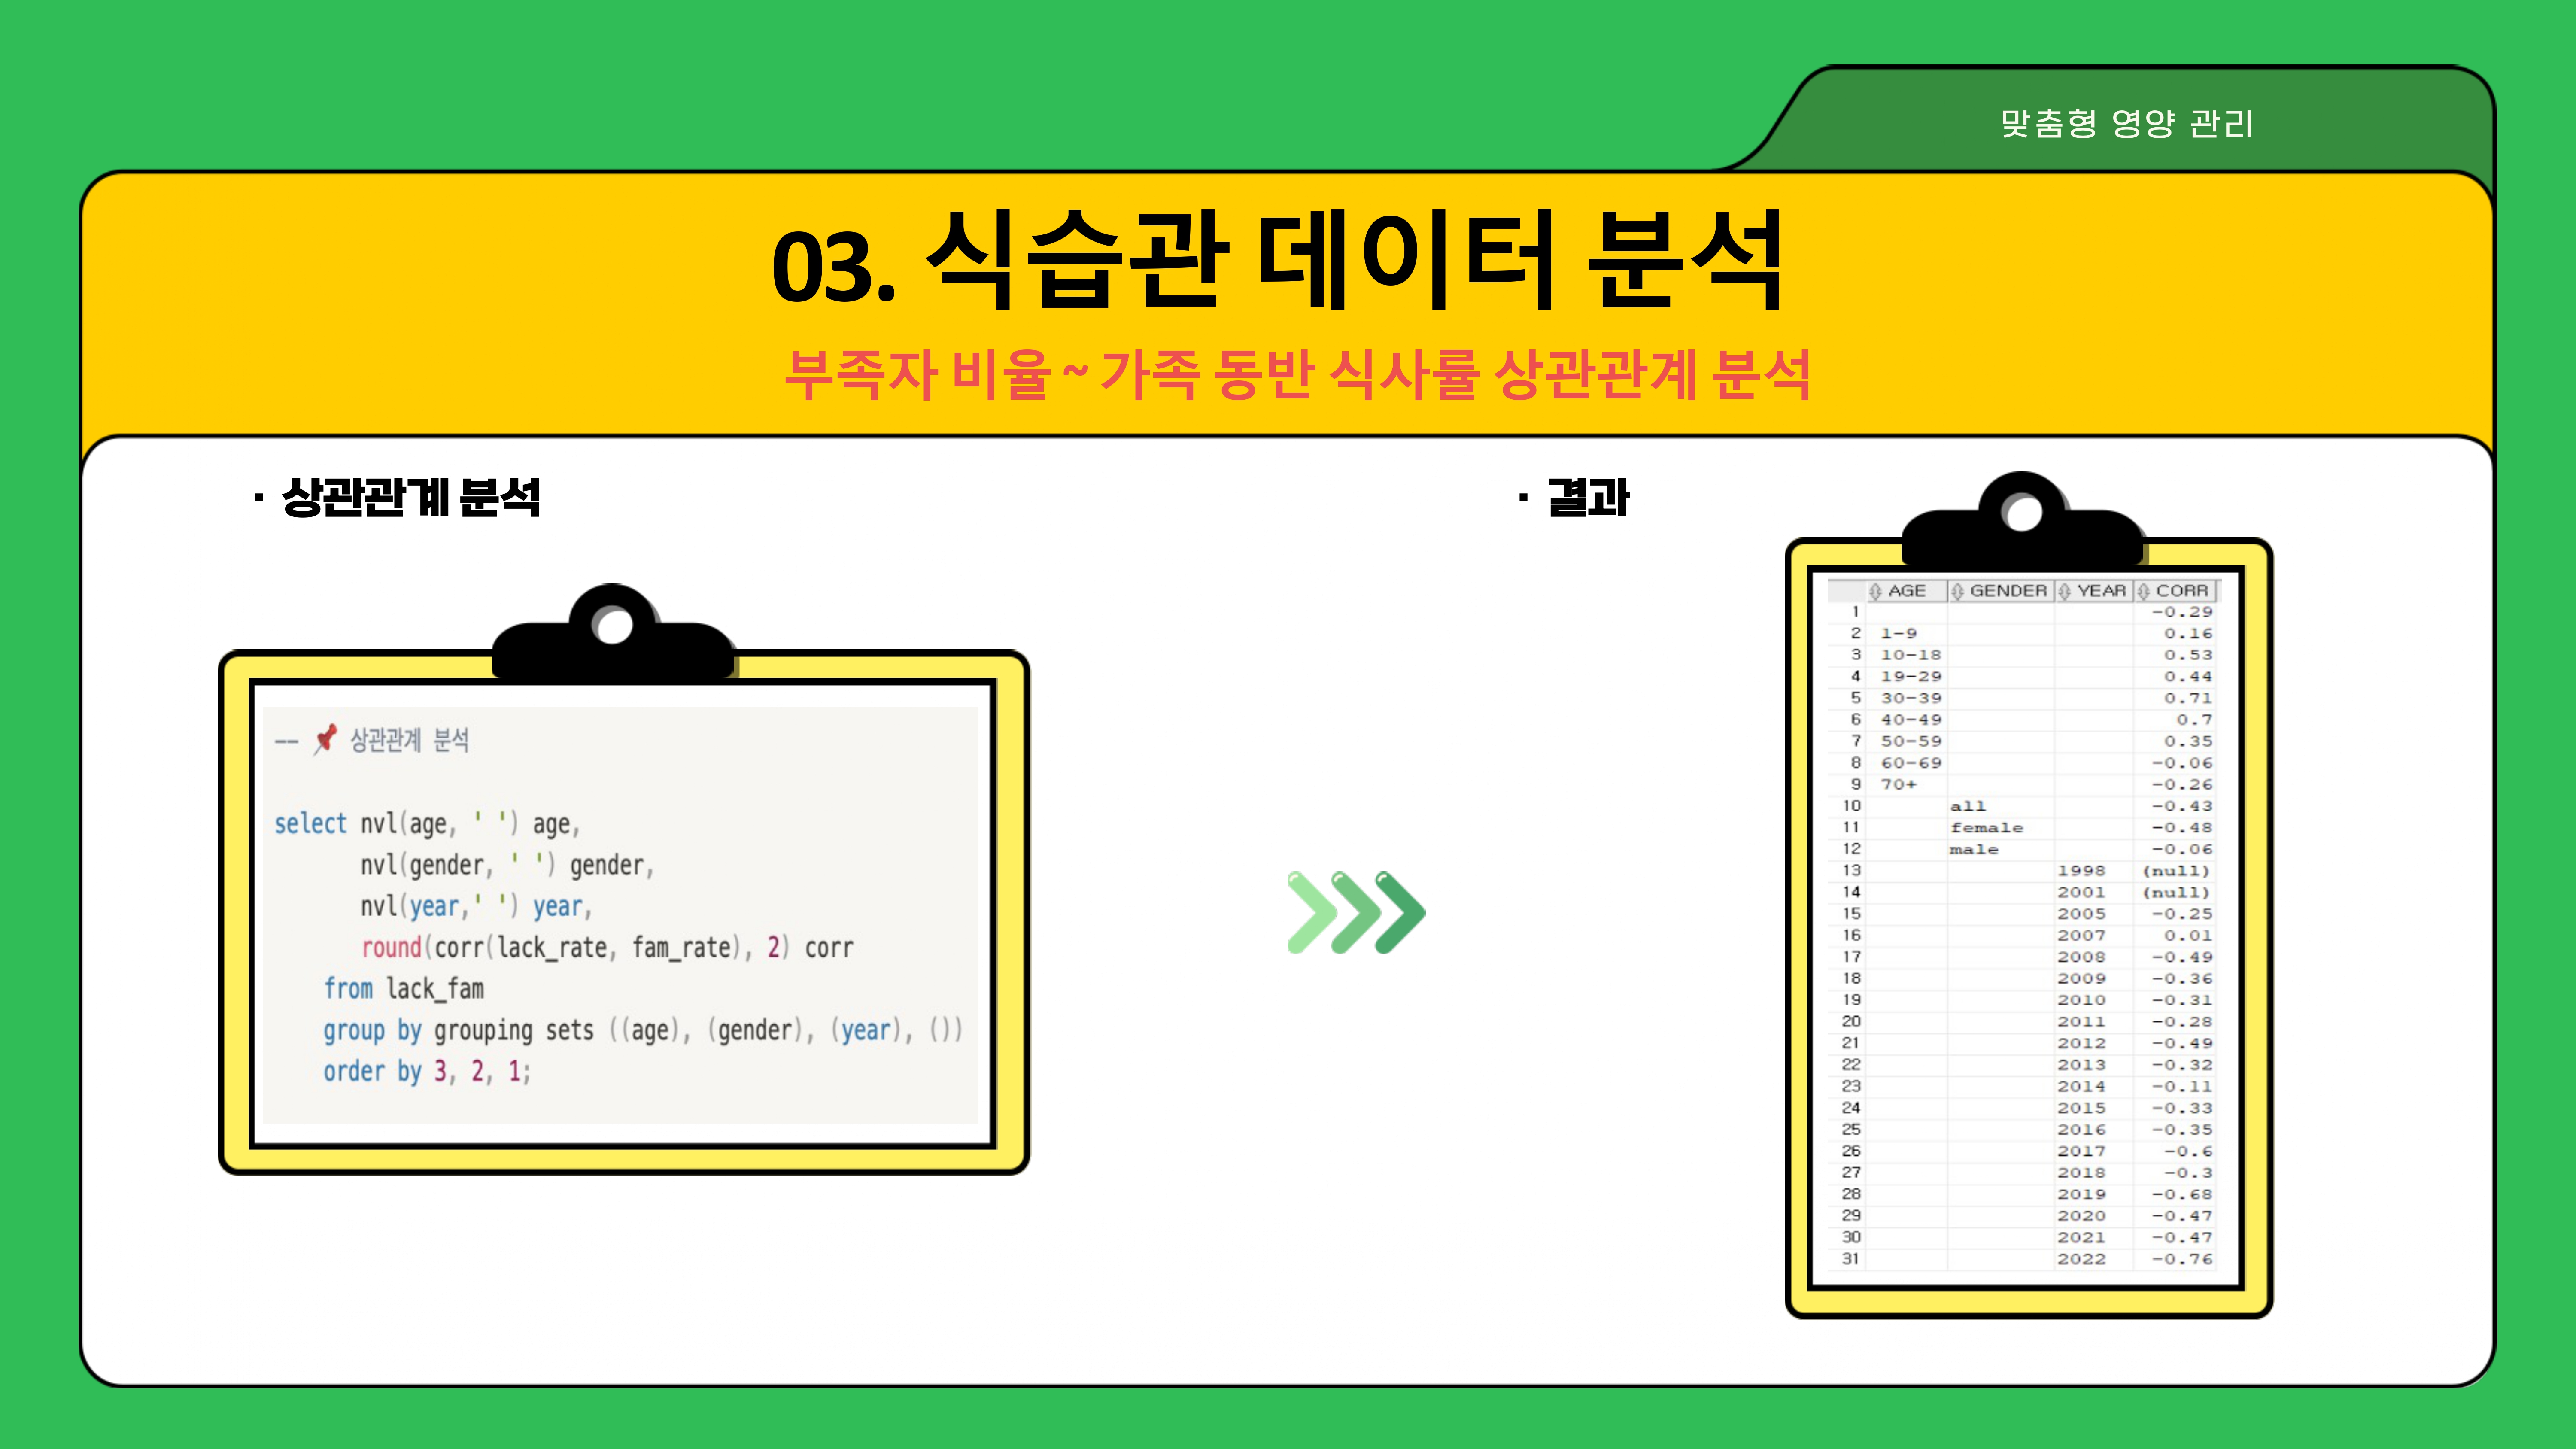 맞춤형 영양 관리
03. 식습관 데이터 분석
부족자 비율 ~ 가족 동반 식사률 상관관계 분석
· 상관관계 분석
-- 📌 상관관계 분석
select nvl(age, ' ') age,
nvl(gender, ' ') gender,
nvl(year,' ') year,
round(corr(lack_rate, fam_rate), 2) corr
from lack_fam
group by grouping sets ((age), (gender), (year), ())
order by 3, 2, 1;
· 결과
AGE GENDER YEAR CORR
1 -0.29
2 1-9 0.16
3 10-18 0.53
4 19-29 0.44
5 30-39 0.71
6 40-49 0.7
7 50-59 0.35
8 60-69 -0.06
9 70+ -0.26
10 all -0.43
11 female -0.48
12 male -0.06
13 1998 (null)
14 2001 (null)
15 2005 -0.25
16 2007 0.01
17 2008 -0.49
18 2009 -0.36
19 2010 -0.31
20 2011 -0.28
21 2012 -0.49
22 2013 -0.32
23 2014 -0.11
24 2015 -0.33
25 2016 -0.35
26 2017 -0.6
27 2018 -0.3
28 2019 -0.68
29 2020 -0.47
30 2021 -0.47
31 2022 -0.76